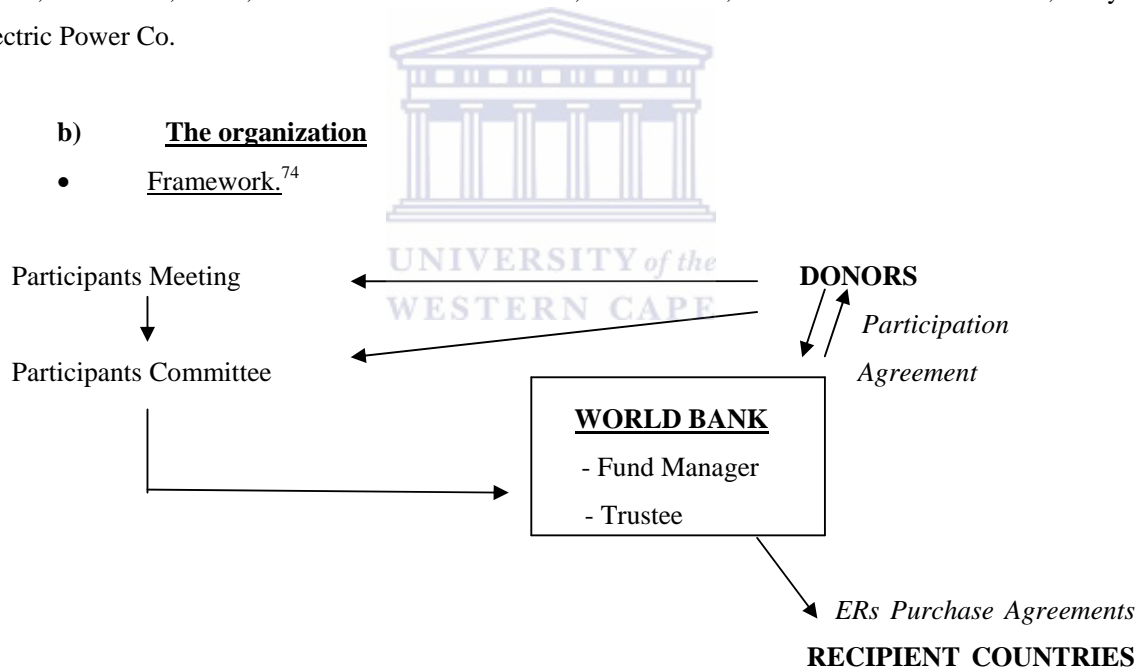 ectric Power Co.
b) The organization
• Framework.74
UNIVERSITY of the
WESTERN CAPE
Participants Meeting
DONORS
Participation
Agreement
Participants Committee
WORLD BANK
- Fund Manager
- Trustee
ERs Purchase Agreements
RECIPIENT COUNTRIES